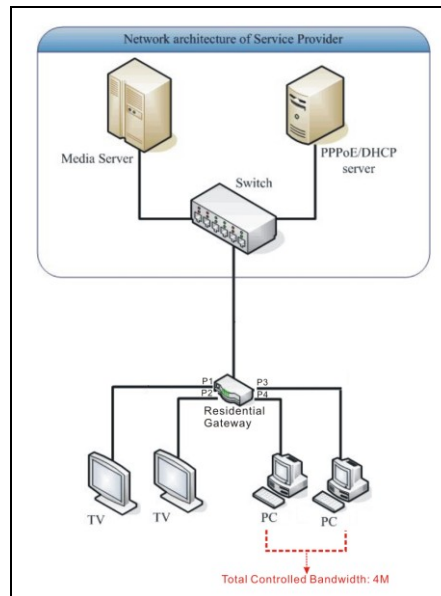 Network architecture of Service Provider
Media Server
PPPoE/DHCP
server
Switch
P1
P2
P3
P4
Residential
Gateway
TV
TV
PC
PC
Total Controlled Bandwidth: 4M